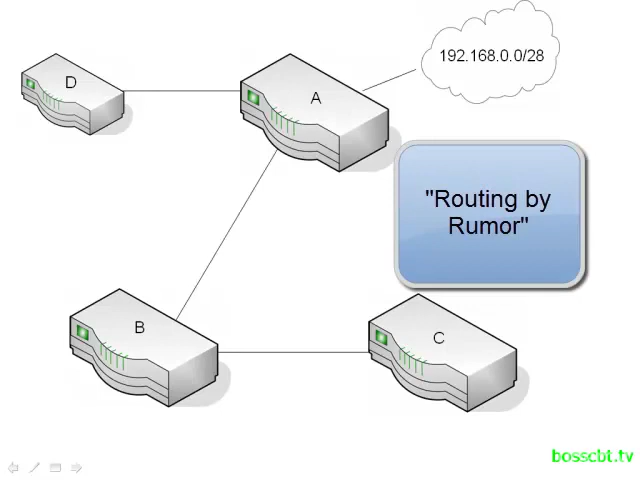 D
A
192.168.0.0/28
"Routing by
Rumor"
B
C
bosscbt.tv